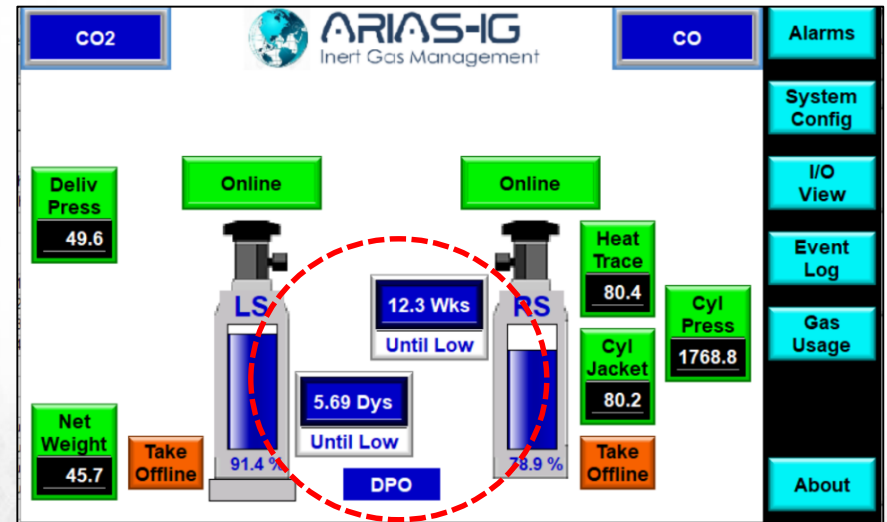 CO2
ARIAS-IG
Inert Gas Management
CO
Alarms
System
Config
I/O
View
Event
Log
Gas
Usage
About
Deliv
Press
49.6
Online
Online
LS
RS
12.3 Wks
Until Low
5.69 Dys
Until Low
Heat
Trace
80.4
Cyl
Jacket
80.2
Cyl
Press
1768.8
Net
Weight
45.7
Take
Offline
91.4 %
DPO
78.9 %
Take
Offline